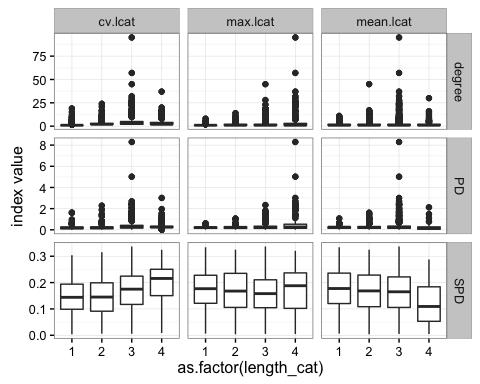 cv.lcat max.lcat mean.lcat
75
50
25
0
degree
8
6
4
2
0
PD
0.3
0.2
0.1
0.0
SPD
1 2 3 4 1 2 3 4 1 2 3 4
index value
as.factor(length_cat)